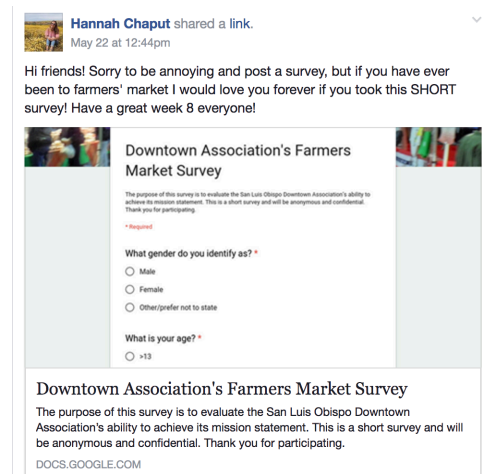 Hannah Chaput shared a link.
May 22 at 12:44pm
Hi friends! Sorry to be annoying and post a survey, but if you have ever
been to farmers' market I would love you forever if you took this SHORT
survey! Have a great week 8 everyone!
Downtown Association's Farmers
Market Survey
The purpose of this survey is to evaluate the San Luis Obispo Downtown Association's ability to
achieve its mission statement. This is a short survey and will be anonymous and confidential.
Thank you for participating.
* Required
What gender do you identify as? *
Male
Female
Other/prefer not to state
What is your age? *
>13
Downtown Association's Farmers Market Survey
The purpose of this survey is to evaluate the San Luis Obispo Downtown
Association's ability to achieve its mission statement. This is a short survey and will
be anonymous and confidential. Thank you for participating.
DOCS.GOOGLE.COM